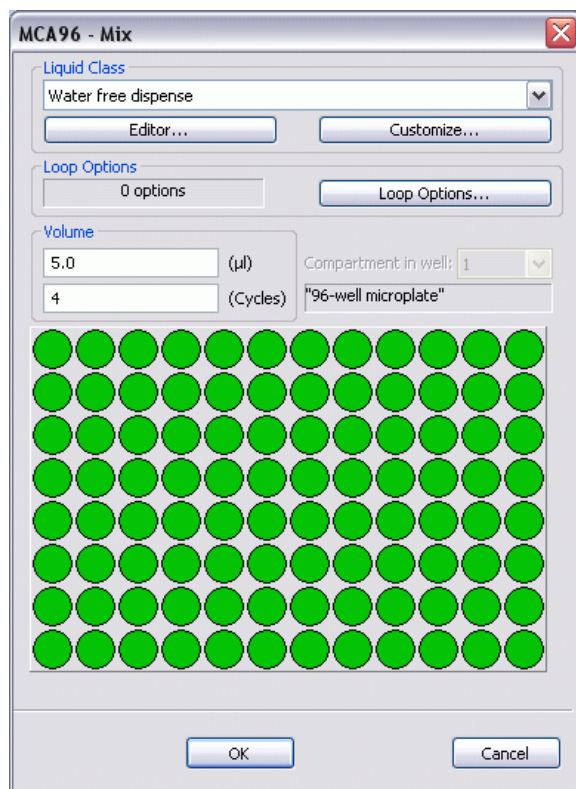 MCA96 - Mix
Liquid Class
Water free dispense
Editor...
Customize...
Loop Options
0 options
Loop Options...
Volume
5.0 (µl)
Compartment in well: 1
4 (Cycles)
"96-well microplate"
OK
Cancel